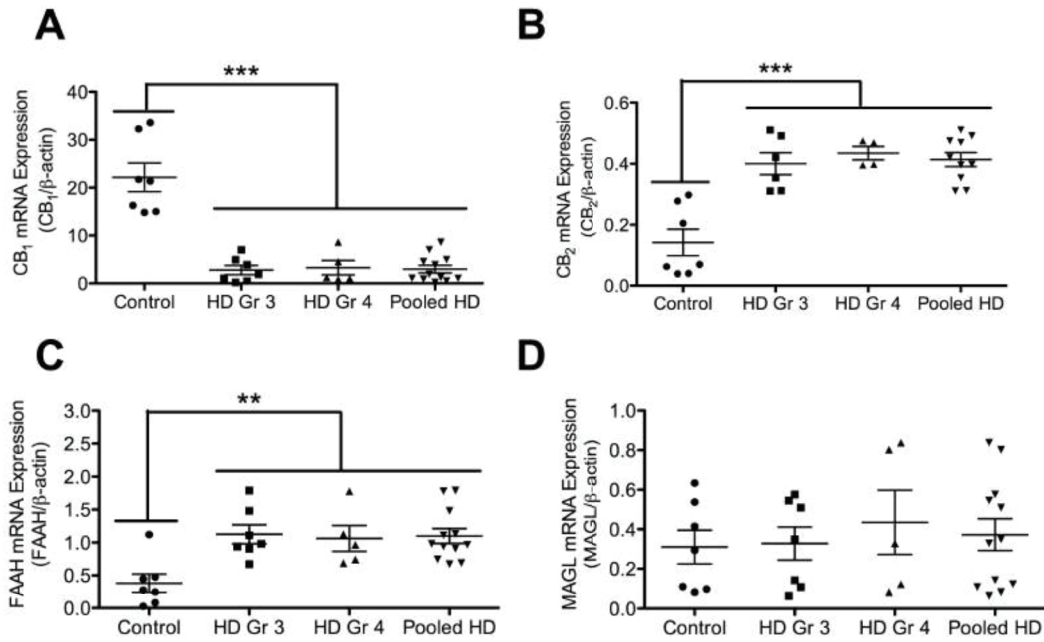 A
CB1 mRNA Expression
(CB1/β-actin)
40
30
20
10
0
***
Control
HD Gr 3
HD Gr 4
Pooled HD
B
CB2 mRNA Expression
(CB2/β-actin)
0.6
0.4
0.2
0.0
***
Control
HD Gr 3
HD Gr 4
Pooled HD
C
FAAH mRNA Expression
(FAAH/β-actin)
3.0
2.5
2.0
1.5
1.0
0.5
0.0
**
Control
HD Gr 3
HD Gr 4
Pooled HD
D
MAGL mRNA Expression
(MAGL/β-actin)
1.0
0.8
0.6
0.4
0.2
0.0
Control
HD Gr 3
HD Gr 4
Pooled HD